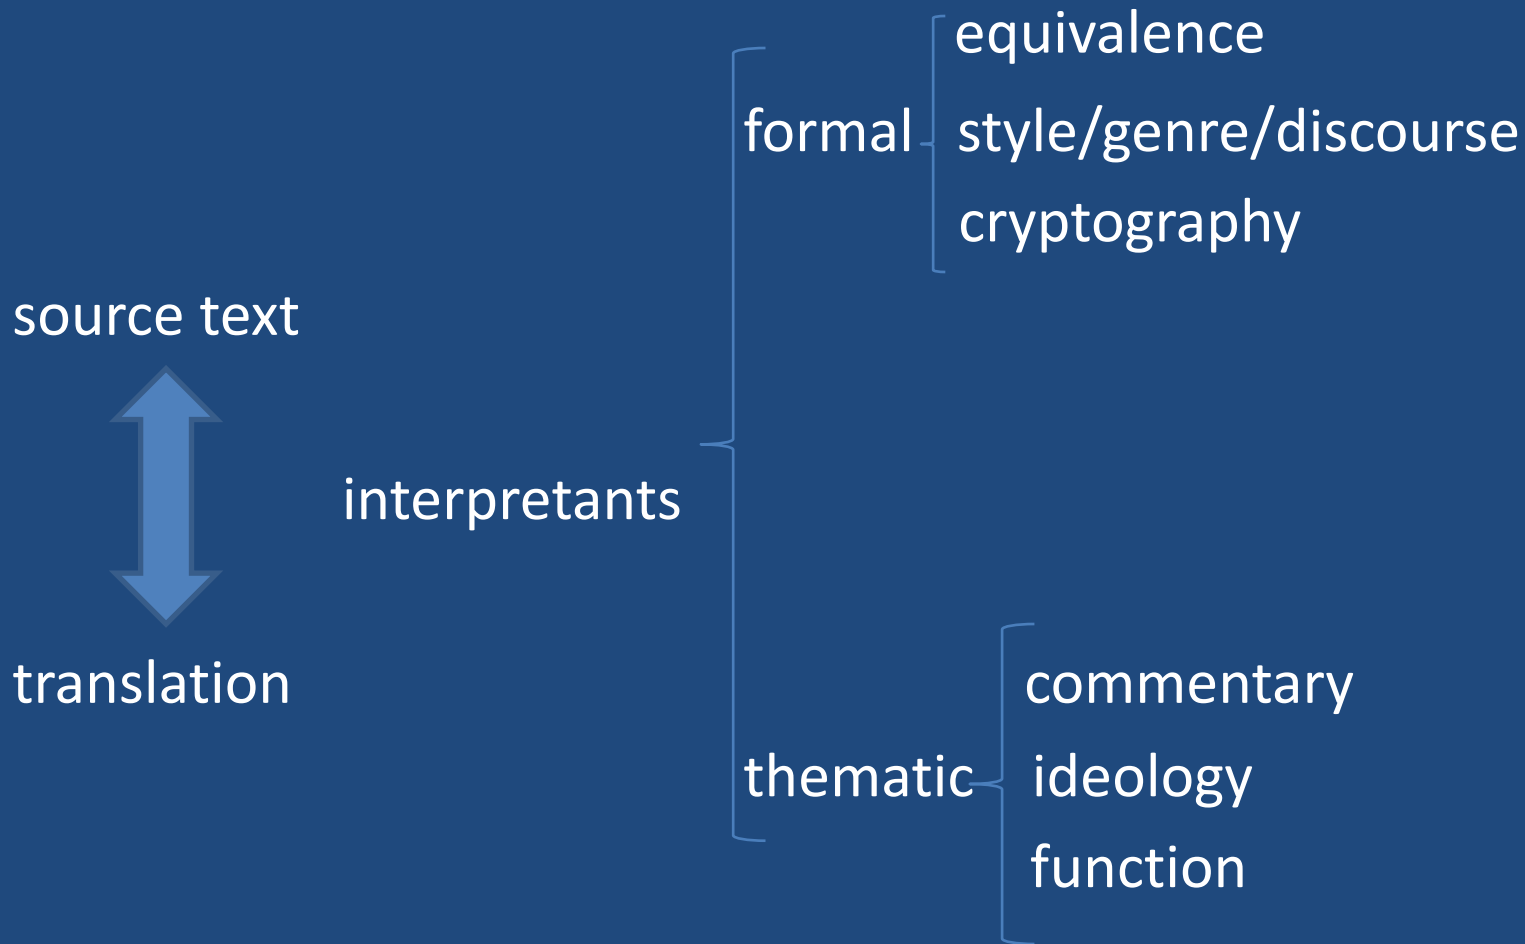 equivalence
formal
style/genre/discourse
cryptography
source text
interpretants
translation
commentary
thematic
ideology
function